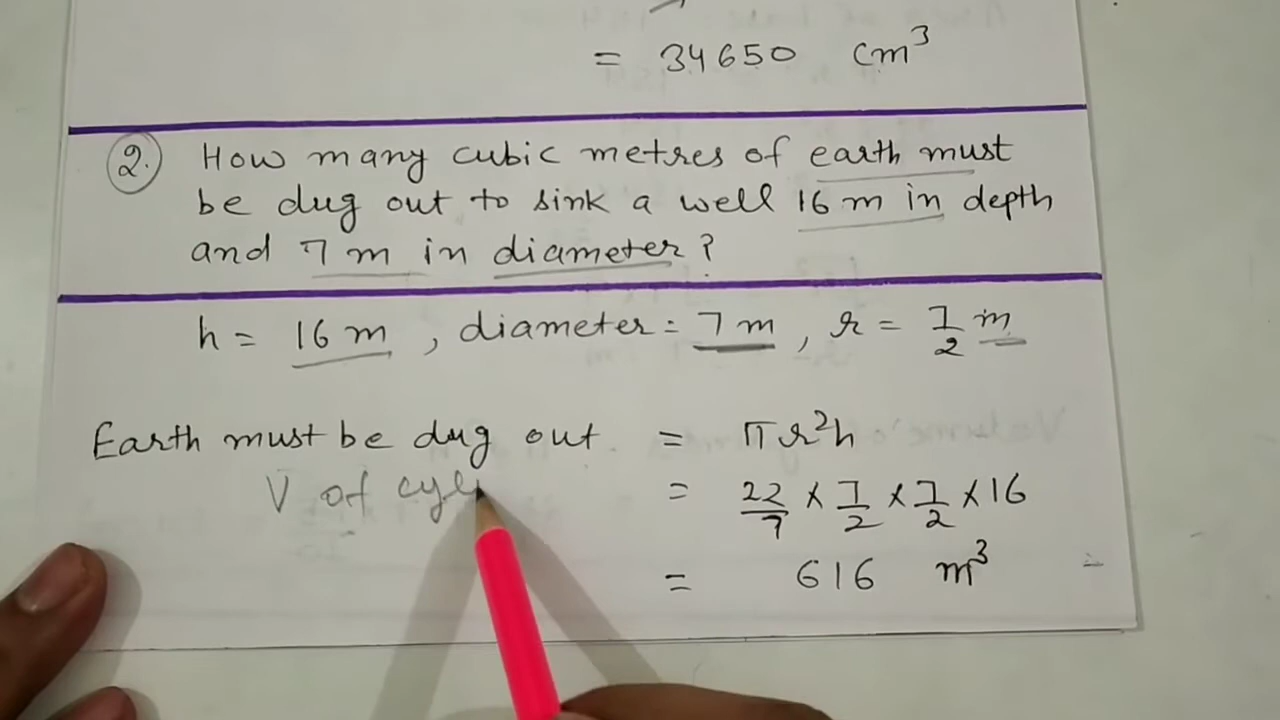 = 34650 cm³
2. How many cubic metres of earth must
be dug out to sink a well 16 m in depth
and 7 m in diameter?
h = 16 m, diameter = 7 m, r = 7/2 m
Earth must be dug out = πr²h
V of cyl = 22/7 × 7/2 × 7/2 × 16
= 616 m³